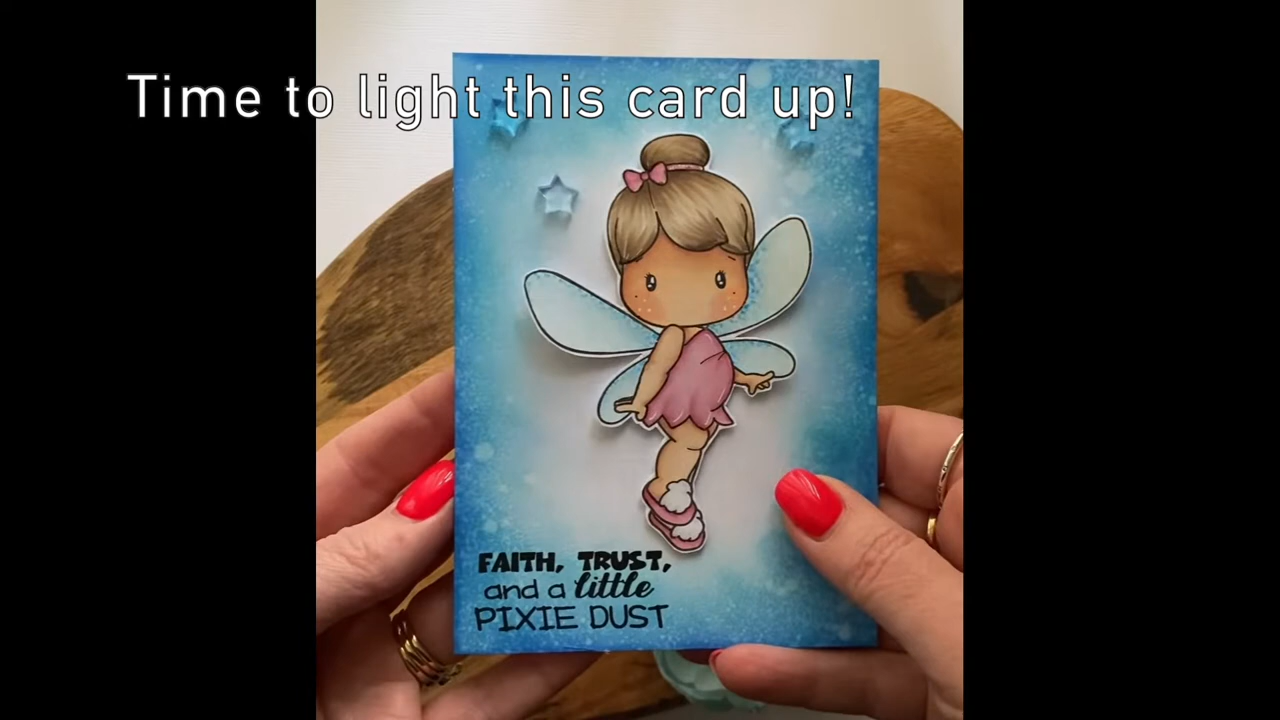 Time to light this card up!
FAITH, TRUST,
and a little
PIXIE DUST